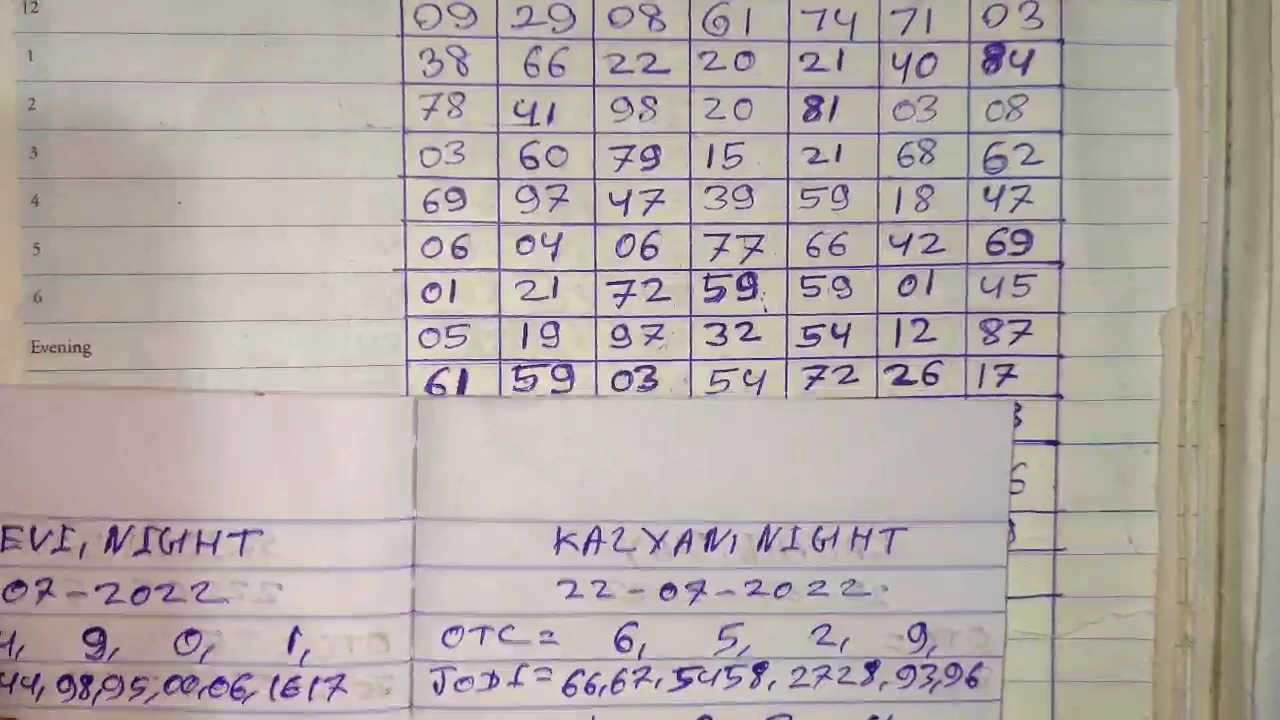 12 09 29 08 61 74 71 03
1 38 66 22 20 21 40 84
2 78 41 98 20 81 03 08
3 03 60 79 15 21 68 62
4 69 97 47 39 59 18 47
5 06 04 06 77 66 42 69
6 01 21 72 59 59 01 45
Evening 05 19 97 32 54 12 87
61 59 03 54 72 26 17
EVI, NIGHT
07-2022
4, 9, 0, 1,
44,98,95,00,06,1617
KALYAN, NIGHT
22-07-2022
OTC= 6, 5, 2, 9,
JODI=66,67,5458,2728,93,96